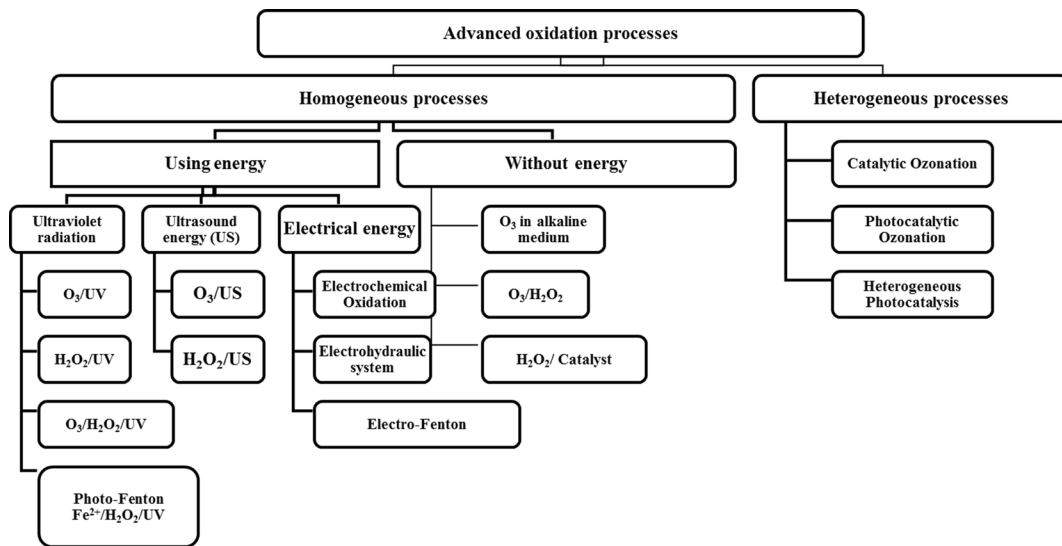 Advanced oxidation processes
Homogeneous processes
Heterogeneous processes
Using energy
Without energy
Catalytic Ozonation
Ultraviolet
radiation
Ultrasound
energy (US)
Electrical energy
O₃ in alkaline
medium
Photocatalytic
Ozonation
O₃/UV
O₃/US
Electrochemical
Oxidation
O₃/H₂O₂
Heterogeneous
Photocatalysis
H₂O₂/UV
H₂O₂/US
Electrohydraulic
system
H₂O₂/ Catalyst
O₃/H₂O₂/UV
Electro-Fenton
Photo-Fenton
Fe²⁺/H₂O₂/UV